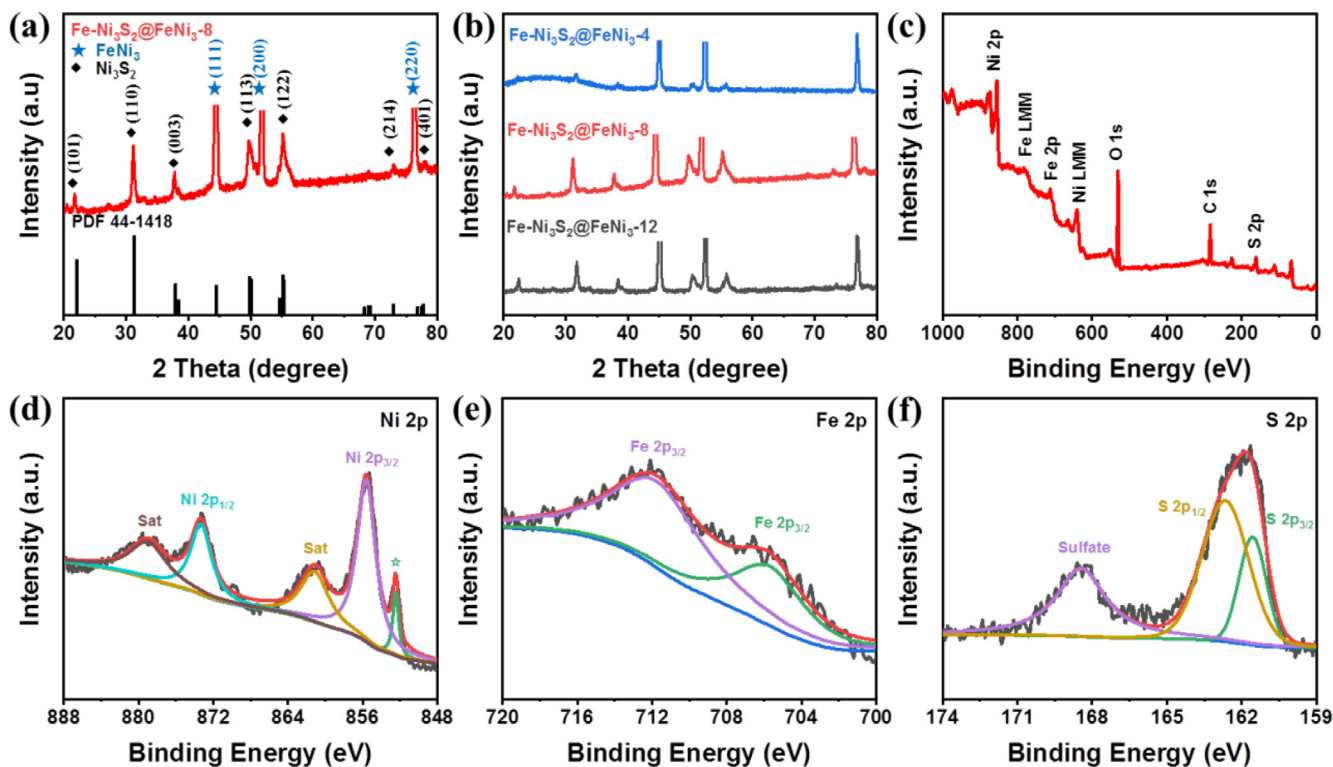 (a)
Fe-Ni₃S₂@FeNi₃-8
★ FeNi₃
◆ Ni₃S₂
(101)
(110)
(003)
(111)
(113)
(200)
(122)
(214)
(220)
(401)
PDF 44-1418
Intensity (a.u)
20 30 40 50 60 70 80
2 Theta (degree)
(b)
Fe-Ni₃S₂@FeNi₃-4
Fe-Ni₃S₂@FeNi₃-8
Fe-Ni₃S₂@FeNi₃-12
Intensity (a.u)
20 30 40 50 60 70 80
2 Theta (degree)
(c)
Ni 2p
Fe LMM
Fe 2p
Ni LMM
O 1s
C 1s
S 2p
Intensity (a.u.)
1000 800 600 400 200 0
Binding Energy (eV)
(d)
Ni 2p
Sat
Ni 2p₁/₂
Sat
Ni 2p₃/₂
☆
Intensity (a.u.)
888 880 872 864 856 848
Binding Energy (eV)
(e)
Fe 2p
Fe 2p₃/₂
Fe 2p₃/₂
Intensity (a.u.)
720 716 712 708 704 700
Binding Energy (eV)
(f)
S 2p
Sulfate
S 2p₁/₂
S 2p₃/₂
Intensity (a.u.)
174 171 168 165 162 159
Binding Energy (eV)